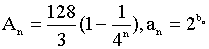 Aₙ = 128/3 (1 − 1/4ⁿ), aₙ = 2^{bₙ}